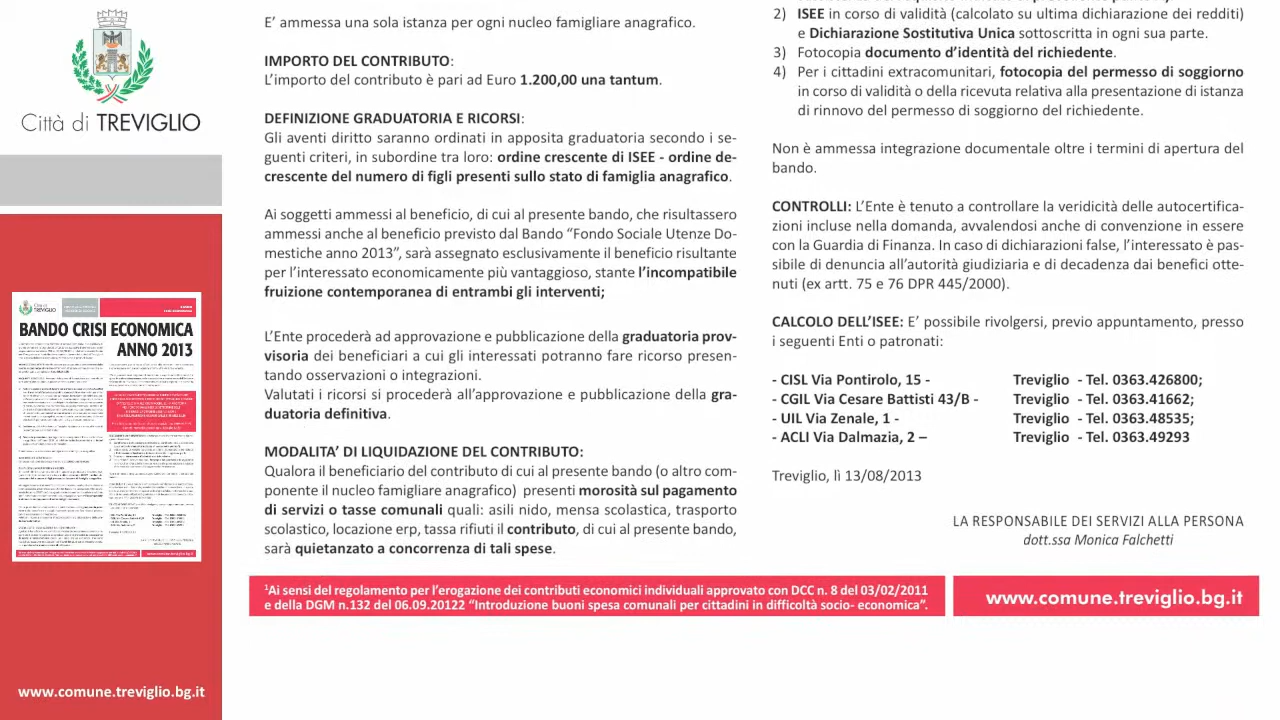 Città di TREVIGLIO
BANDO CRISI ECONOMICA
ANNO 2013
www.comune.treviglio.bg.it
E’ ammessa una sola istanza per ogni nucleo famigliare anagrafico.
IMPORTO DEL CONTRIBUTO:
L’importo del contributo è pari ad Euro 1.200,00 una tantum.
DEFINIZIONE GRADUATORIA E RICORSI:
Gli aventi diritto saranno ordinati in apposita graduatoria secondo i se-
guenti criteri, in subordine tra loro: ordine crescente di ISEE - ordine de-
crescente del numero di figli presenti sullo stato di famiglia anagrafico.
Ai soggetti ammessi al beneficio, di cui al presente bando, che risultassero
ammessi anche al beneficio previsto dal Bando “Fondo Sociale Utenze Do-
mestiche anno 2013”, sarà assegnato esclusivamente il beneficio risultante
per l’interessato economicamente più vantaggioso, stante l’incompatibile
fruizione contemporanea di entrambi gli interventi;
L’Ente procederà ad approvazione e pubblicazione della graduatoria prov-
visoria dei beneficiari a cui gli interessati potranno fare ricorso presen-
tando osservazioni o integrazioni.
Valutati i ricorsi si procederà all’approvazione e pubblicazione della gra-
duatoria definitiva.
MODALITA’ DI LIQUIDAZIONE DEL CONTRIBUTO:
Qualora il beneficiario del contributo di cui al presente bando (o altro com-
ponente il nucleo famigliare anagrafico) presenti morosità sul pagamento
di servizi o tasse comunali quali: asili nido, mensa scolastica, trasporto
scolastico, locazione erp, tassa rifiuti il contributo, di cui al presente bando,
sarà quietanzato a concorrenza di tali spese.
2) ISEE in corso di validità (calcolato su ultima dichiarazione dei redditi)
e Dichiarazione Sostitutiva Unica sottoscritta in ogni sua parte.
3) Fotocopia documento d’identità del richiedente.
4) Per i cittadini extracomunitari, fotocopia del permesso di soggiorno
in corso di validità o della ricevuta relativa alla presentazione di istanza
di rinnovo del permesso di soggiorno del richiedente.
Non è ammessa integrazione documentale oltre i termini di apertura del
bando.
CONTROLLI: L’Ente è tenuto a controllare la veridicità delle autocertifica-
zioni incluse nella domanda, avvalendosi anche di convenzione in essere
con la Guardia di Finanza. In caso di dichiarazioni false, l’interessato è pas-
sibile di denuncia all’autorità giudiziaria e di decadenza dai benefici otte-
nuti (ex artt. 75 e 76 DPR 445/2000).
CALCOLO DELL’ISEE: E’ possibile rivolgersi, previo appuntamento, presso
i seguenti Enti o patronati:
- CISL Via Pontirolo, 15 - Treviglio - Tel. 0363.426800;
- CGIL Via Cesare Battisti 43/B - Treviglio - Tel. 0363.41662;
- UIL Via Zenale, 1 - Treviglio - Tel. 0363.48535;
- ACLI Via Dalmazia, 2 – Treviglio - Tel. 0363.49293
Treviglio, lì 13/08/2013
LA RESPONSABILE DEI SERVIZI ALLA PERSONA
dott.ssa Monica Falchetti
¹Ai sensi del regolamento per l’erogazione dei contributi economici individuali approvato con DCC n. 8 del 03/02/2011
e della DGM n.132 del 06.09.20122 “Introduzione buoni spesa comunali per cittadini in difficoltà socio- economica”.
www.comune.treviglio.bg.it